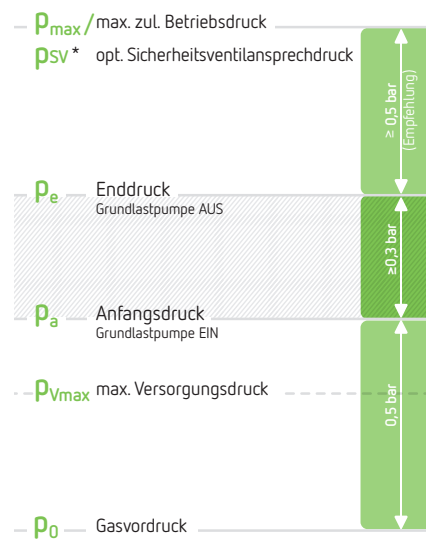 pmax/ max. zul. Betriebsdruck
pSV * opt. Sicherheitsventilansprechdruck
≥ 0,5 bar
(Empfehlung)
pe Enddruck
Grundlastpumpe AUS
≥0,3 bar
pa Anfangsdruck
Grundlastpumpe EIN
pVmax max. Versorgungsdruck
0,5 bar
p0 Gasvordruck